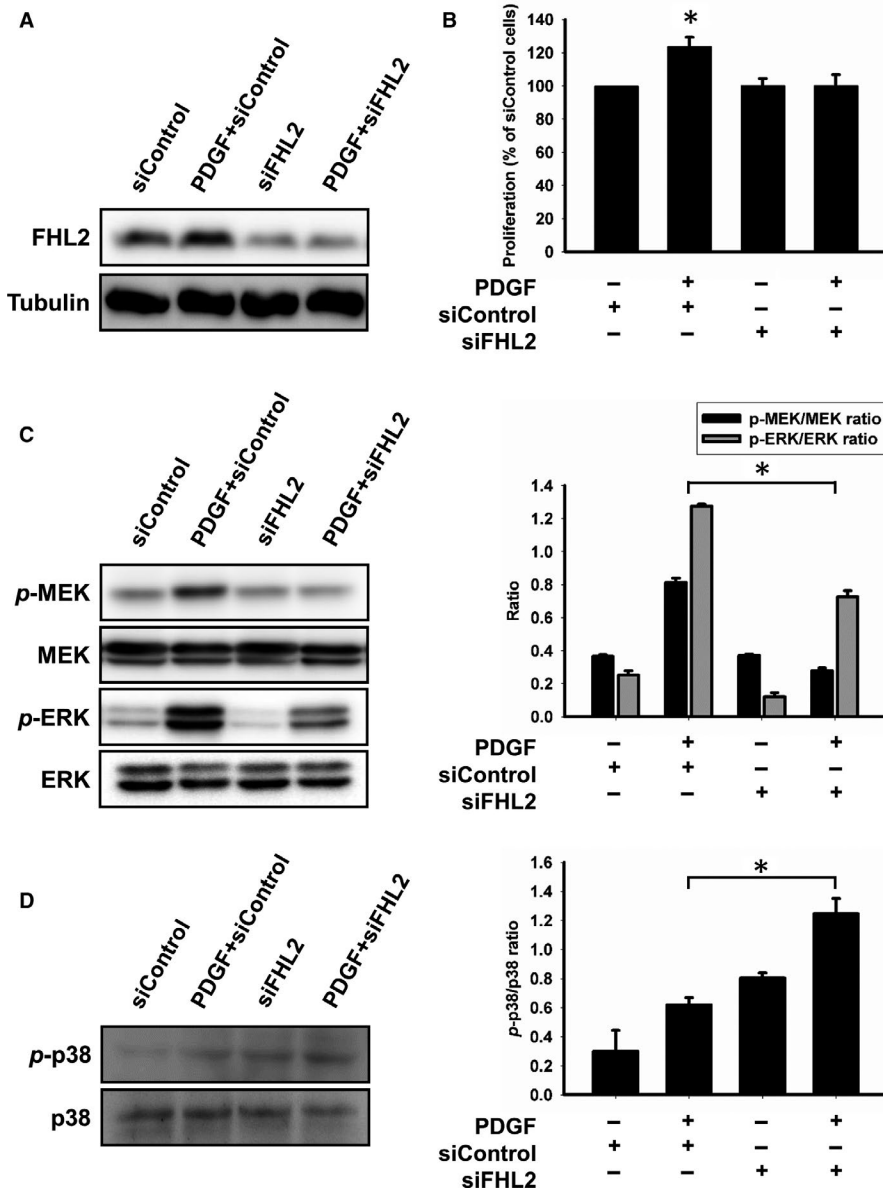 A
siControl
PDGF+siControl
siFHL2
PDGF+siFHL2
FHL2
Tubulin
B
Proliferation (% of siControl cells)
140
120
100
80
60
40
20
0
*
PDGF − + − +
siControl + + − −
siFHL2 − − + +
C
siControl
PDGF+siControl
siFHL2
PDGF+siFHL2
p-MEK
MEK
p-ERK
ERK
p-MEK/MEK ratio
p-ERK/ERK ratio
*
Ratio
1.4
1.2
1.0
0.8
0.6
0.4
0.2
0.0
PDGF − + − +
siControl + + − −
siFHL2 − − + +
D
siControl
PDGF+siControl
siFHL2
PDGF+siFHL2
p-p38
p38
*
p-p38/p38 ratio
1.6
1.4
1.2
1.0
0.8
0.6
0.4
0.2
0.0
PDGF − + − +
siControl + + − −
siFHL2 − − + +